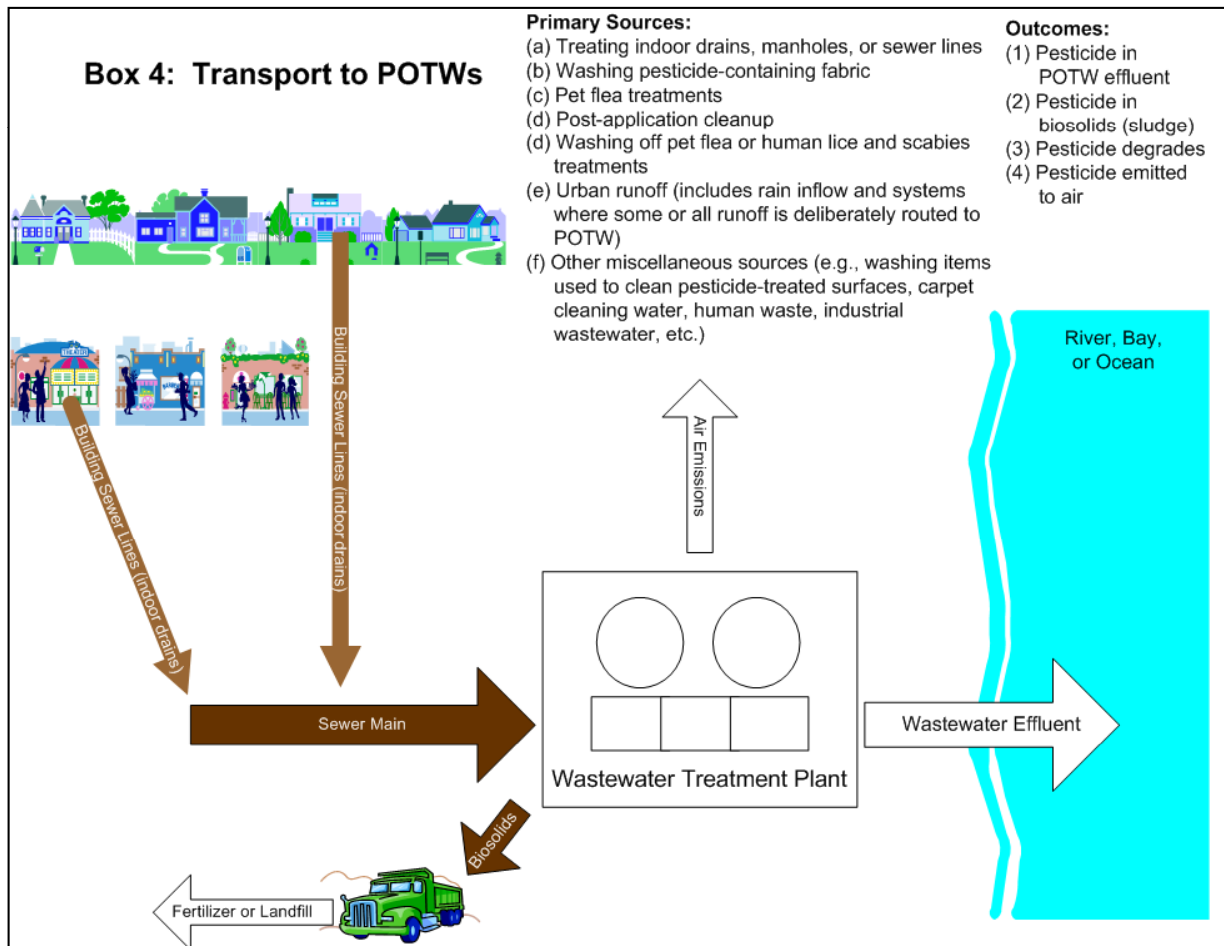 Box 4:  Transport to POTWs
Primary Sources:
(a) Treating indoor drains, manholes, or sewer lines
(b) Washing pesticide-containing fabric
(c) Pet flea treatments
(d) Post-application cleanup
(d) Washing off pet flea or human lice and scabies
treatments
(e) Urban runoff (includes rain inflow and systems
where some or all runoff is deliberately routed to
POTW)
(f) Other miscellaneous sources (e.g., washing items
used to clean pesticide-treated surfaces, carpet
cleaning water, human waste, industrial
wastewater, etc.)
Outcomes:
(1) Pesticide in
POTW effluent
(2) Pesticide in
biosolids (sludge)
(3) Pesticide degrades
(4) Pesticide emitted
to air
THEATER
Building Sewer Lines (indoor drains)
Building Sewer Lines (indoor drains)
River, Bay,
or Ocean
Air Emissions
Sewer Main
Wastewater Treatment Plant
Wastewater Effluent
Biosolids
Fertilizer or Landfill